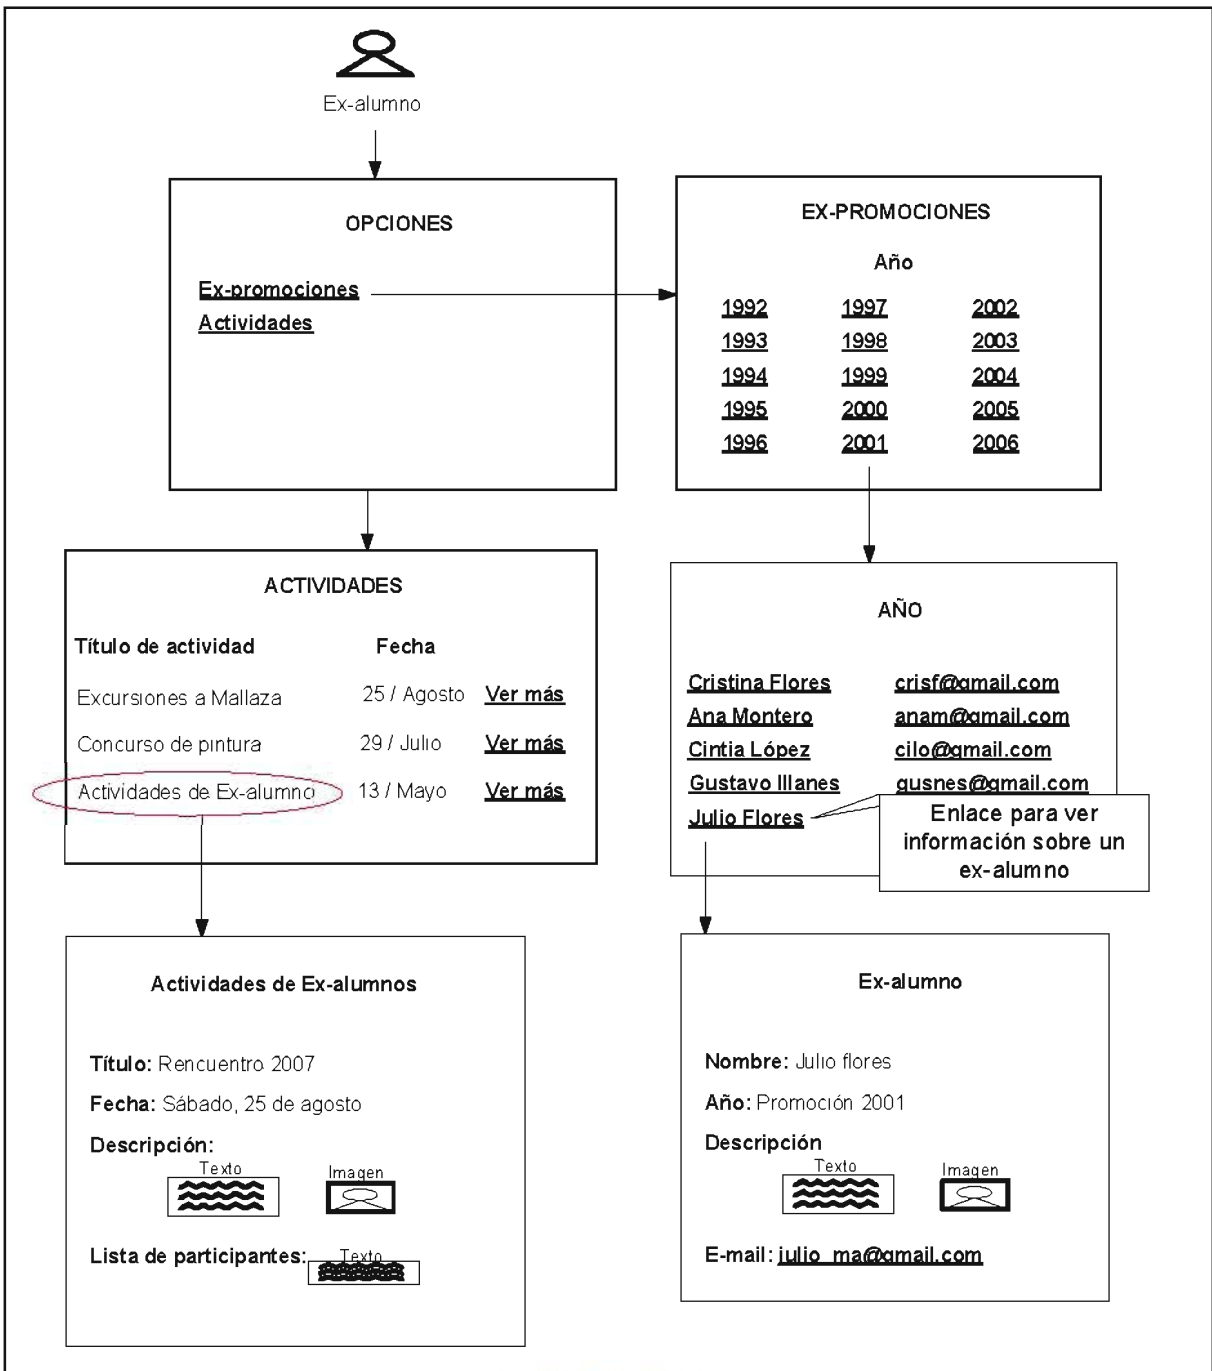 Ex-alumno
OPCIONES
Ex-promociones
Actividades
EX-PROMOCIONES
Año
1992 1997 2002
1993 1998 2003
1994 1999 2004
1995 2000 2005
1996 2001 2006
ACTIVIDADES
Título de actividad Fecha
Excursiones a Mallaza 25 / Agosto Ver más
Concurso de pintura 29 / Julio Ver más
Actividades de Ex-alumno 13 / Mayo Ver más
AÑO
Cristina Flores crisf@gmail.com
Ana Montero anam@gmail.com
Cintia López cilo@gmail.com
Gustavo Illanes gusnes@gmail.com
Julio Flores
Enlace para ver
información sobre un
ex-alumno
Actividades de Ex-alumnos
Título: Rencuentro 2007
Fecha: Sábado, 25 de agosto
Descripción:
Texto Imagen
Lista de participantes: Texto
Ex-alumno
Nombre: Julio flores
Año: Promoción 2001
Descripción
Texto Imagen
E-mail: julio_ma@gmail.com